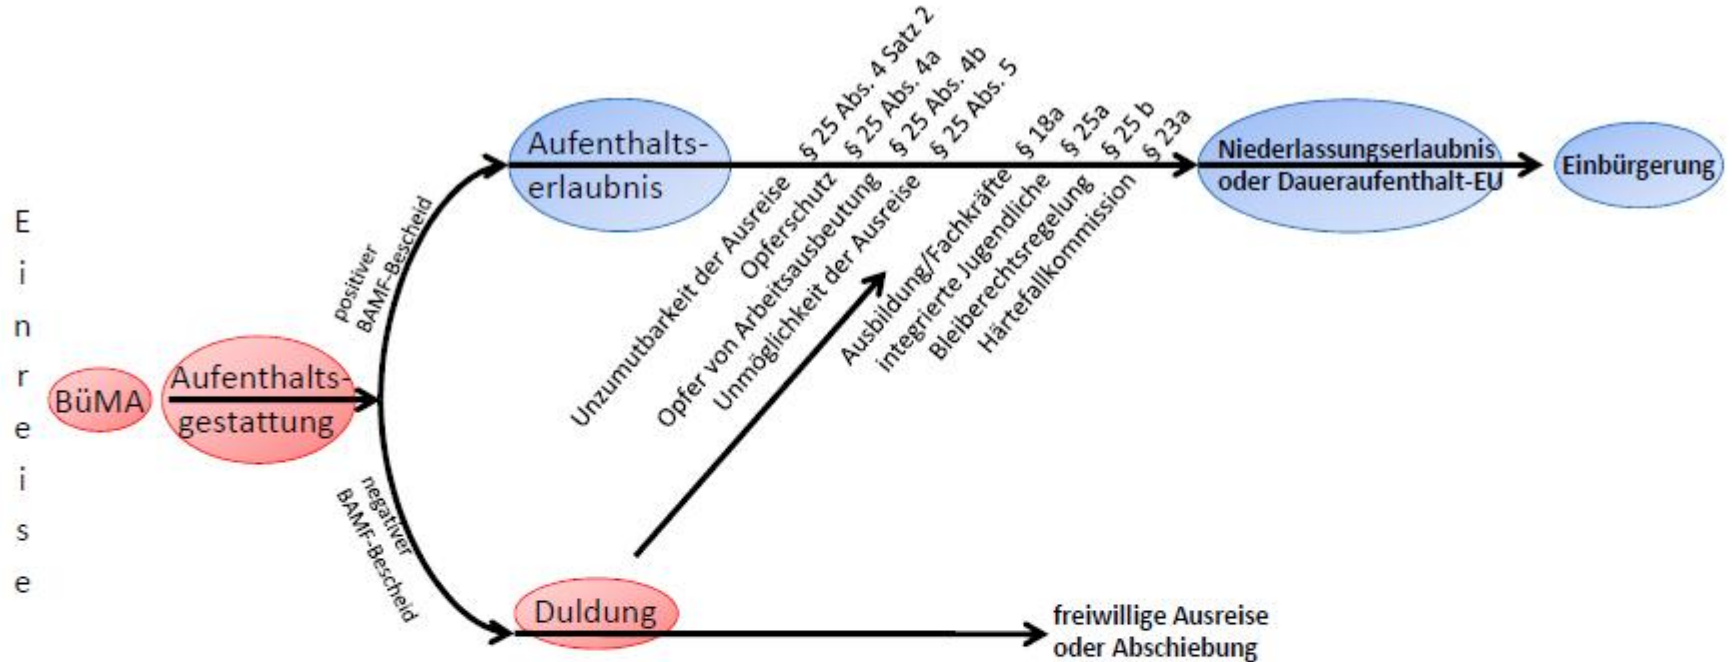 Einreise
BüMA
Aufenthalts-
gestattung
positiver
BAMF-Bescheid
negativer
BAMF-Bescheid
Aufenthalts-
erlaubnis
§ 25 Abs. 4 Satz 2
§ 25 Abs. 4a
§ 25 Abs. 4b
§ 25 Abs. 5
§ 18a
§ 25a
§ 25 b
§ 23a
Unzumutbarkeit der Ausreise
Opferschutz
Opfer von Arbeitsausbeutung
Unmöglichkeit der Ausreise
Ausbildung/Fachkräfte
integrierte Jugendliche
Bleiberechtsregelung
Härtefallkommission
Niederlassungserlaubnis
oder Daueraufenthalt-EU
Einbürgerung
Duldung
freiwillige Ausreise
oder Abschiebung